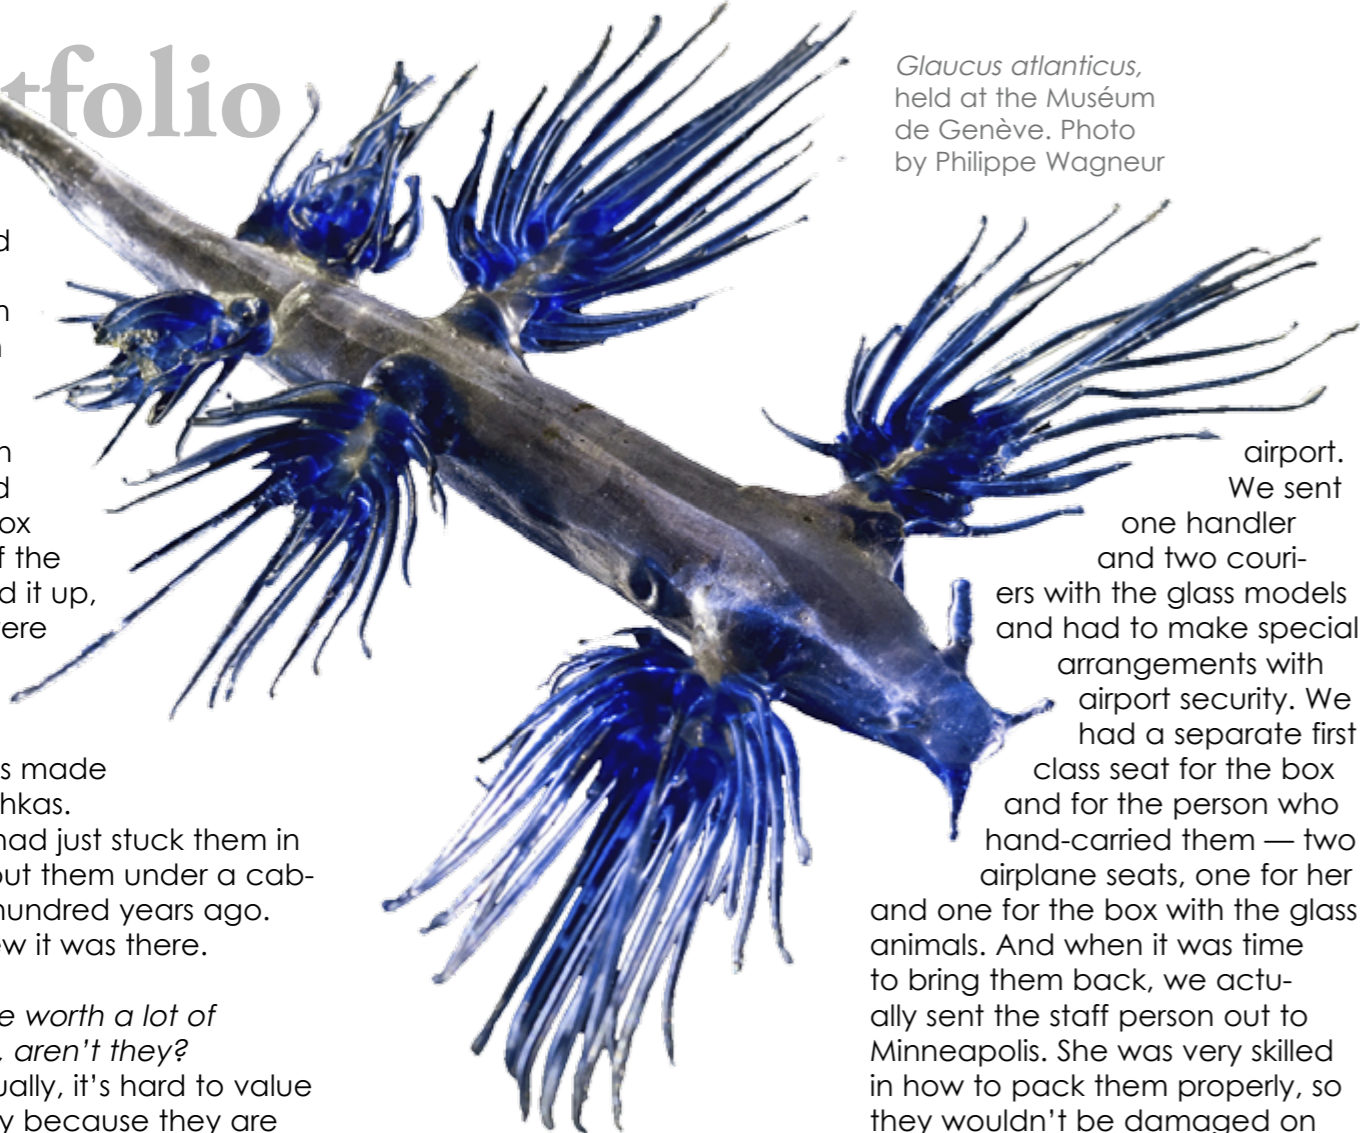 tfolio
Glaucus atlanticus,
held at the Muséum
de Genève. Photo
by Philippe Wagneur
d
n
n
d
ox
f the
d it up,
ere
s made
hkas.
had just stuck them in
out them under a cab-
hundred years ago.
ew it was there.
e worth a lot of
, aren't they?
ually, it's hard to value
y because they are
airport.
We sent
one handler
and two couri-
ers with the glass models
and had to make special
arrangements with
airport security. We
had a separate first
class seat for the box
and for the person who
hand-carried them — two
airplane seats, one for her
and one for the box with the glass
animals. And when it was time
to bring them back, we actu-
ally sent the staff person out to
Minneapolis. She was very skilled
in how to pack them properly, so
they wouldn't be damaged on